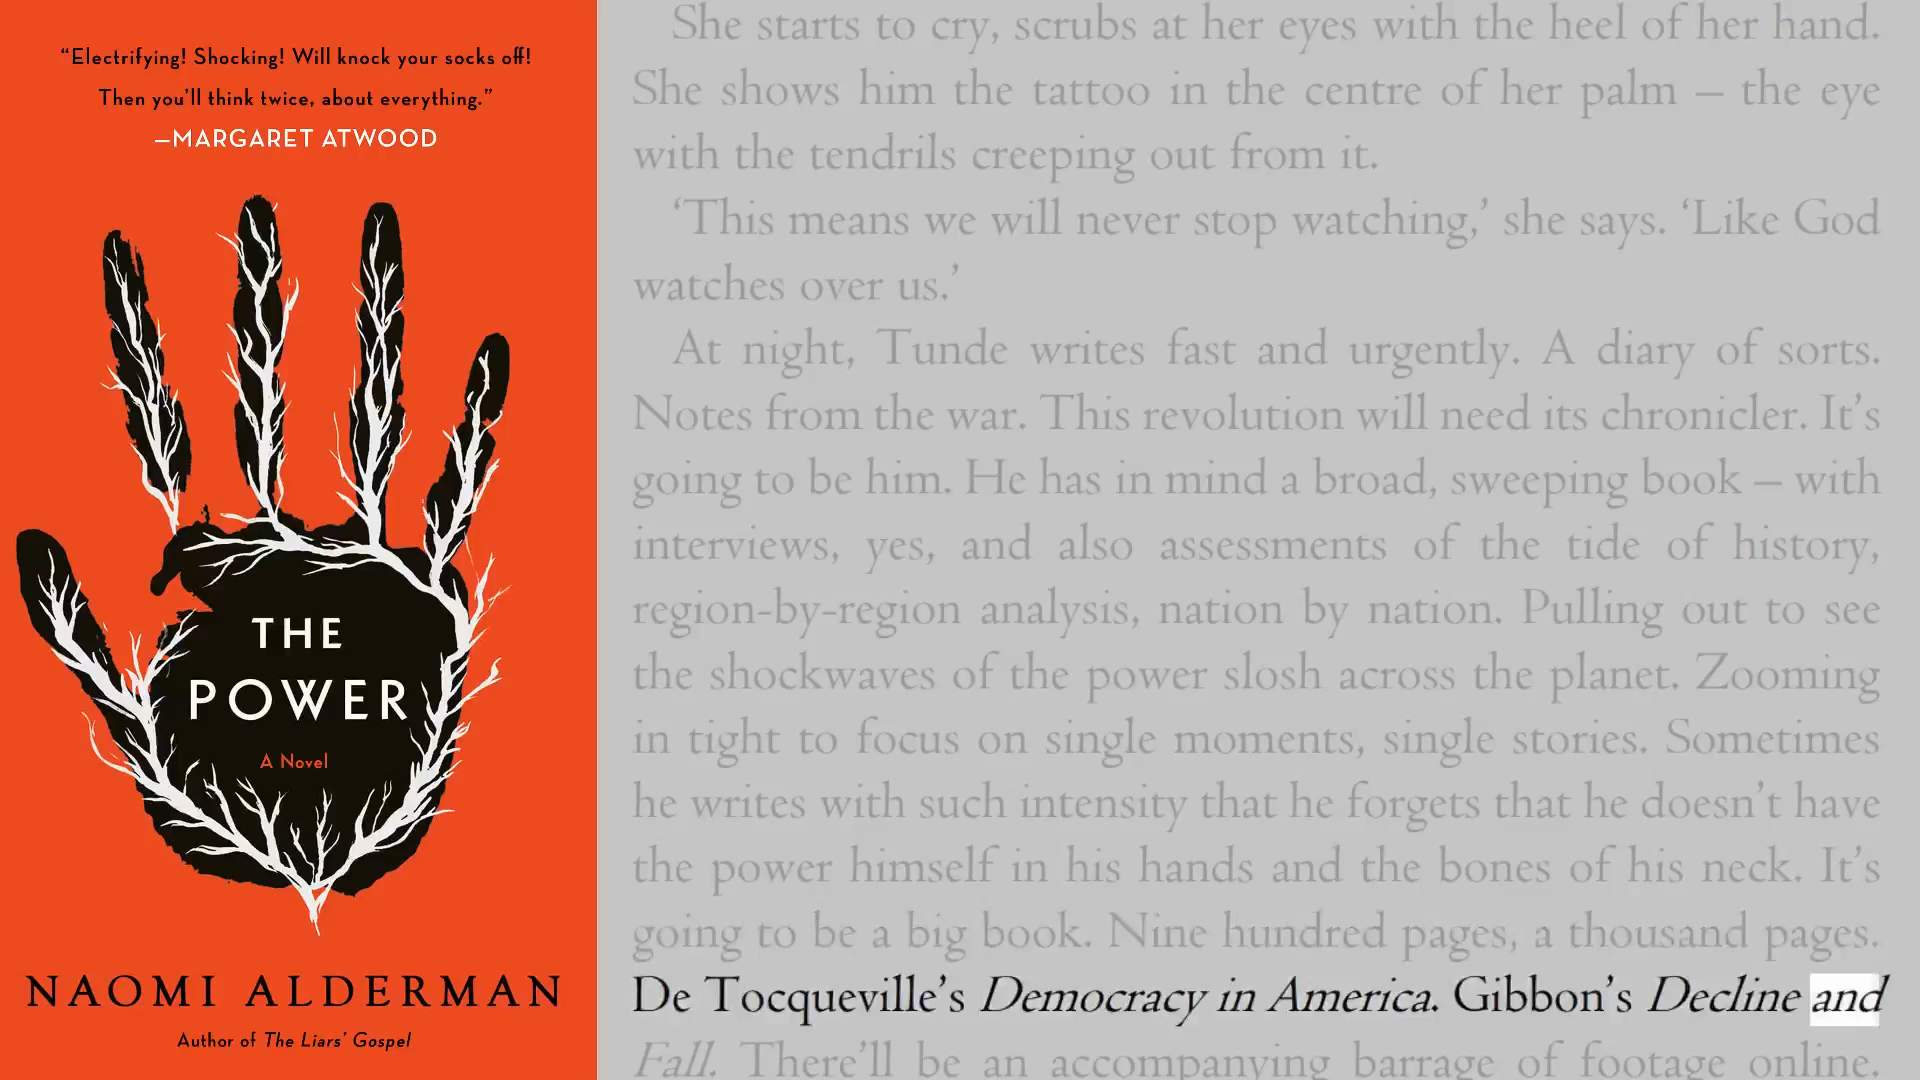 “Electrifying! Shocking! Will knock your socks off!
Then you’ll think twice, about everything.”
—MARGARET ATWOOD
THE
POWER
A Novel
NAOMI ALDERMAN
Author of The Liars’ Gospel
She starts to cry, scrubs at her eyes with the heel of her hand.
She shows him the tattoo in the centre of her palm – the eye
with the tendrils creeping out from it.
‘This means we will never stop watching,’ she says. ‘Like God
watches over us.’
At night, Tunde writes fast and urgently. A diary of sorts.
Notes from the war. This revolution will need its chronicler. It’s
going to be him. He has in mind a broad, sweeping book – with
interviews, yes, and also assessments of the tide of history,
region-by-region analysis, nation by nation. Pulling out to see
the shockwaves of the power slosh across the planet. Zooming
in tight to focus on single moments, single stories. Sometimes
he writes with such intensity that he forgets that he doesn’t have
the power himself in his hands and the bones of his neck. It’s
going to be a big book. Nine hundred pages, a thousand pages.
De Tocqueville’s Democracy in America. Gibbon’s Decline and
Fall. There’ll be an accompanying barrage of footage online.